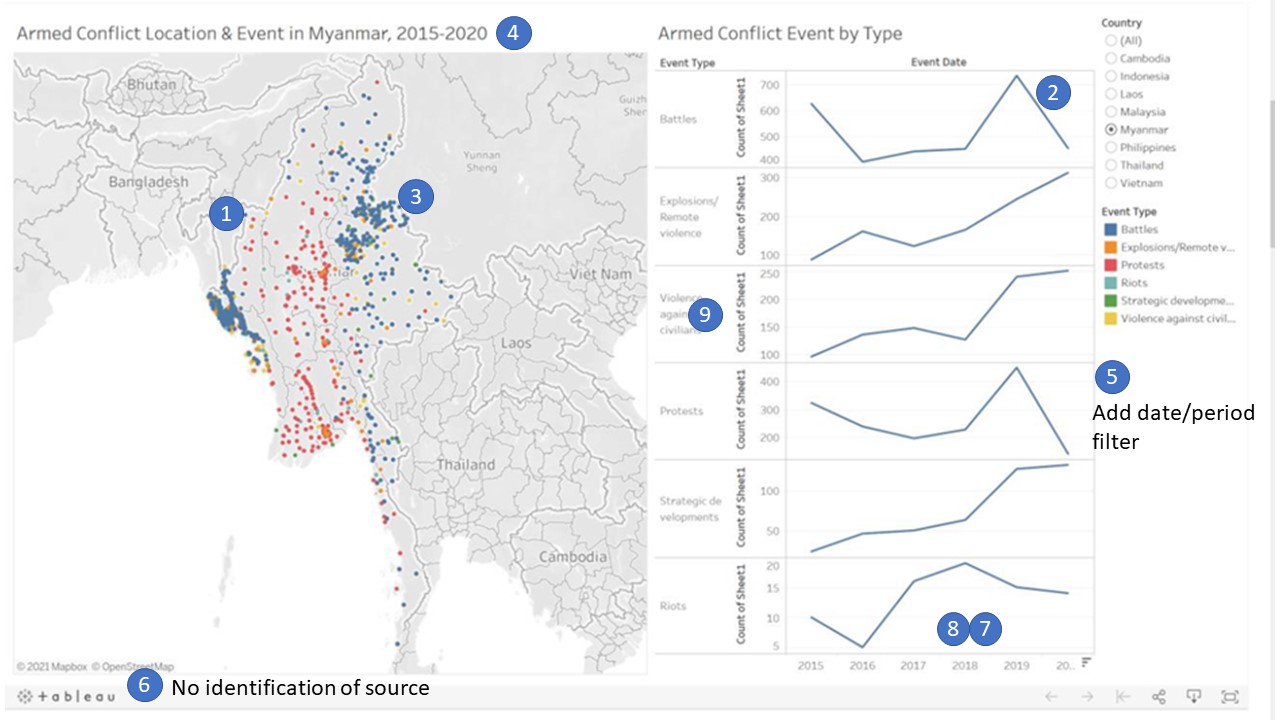 Armed Conflict Location & Event in Myanmar, 2015-2020
4
Bhutan
Guizh
Sher
Yunnan
Sheng
Bangladesh
1
3
Viet Nam
Laos
Thailand
Cambodia
© 2021 Mapbox © OpenStreetMap
Armed Conflict Event by Type
Event Type
Event Date
Battles
Count of Sheet1
700
600
500
400
2
Explosions/
Remote
violence
Count of Sheet1
300
200
100
Violence
against
civilians
9
Count of Sheet1
250
200
150
100
Protests
Count of Sheet1
400
300
200
Strategic de
velopments
Count of Sheet1
100
50
Riots
Count of Sheet1
20
15
10
5
8
7
2015 2016 2017 2018 2019 20..
Country
(All)
Cambodia
Indonesia
Laos
Malaysia
Myanmar
Philippines
Thailand
Vietnam
Event Type
Battles
Explosions/Remote v...
Protests
Riots
Strategic developme...
Violence against civil...
5
Add date/period
filter
+ a b l e a u
6
No identification of source